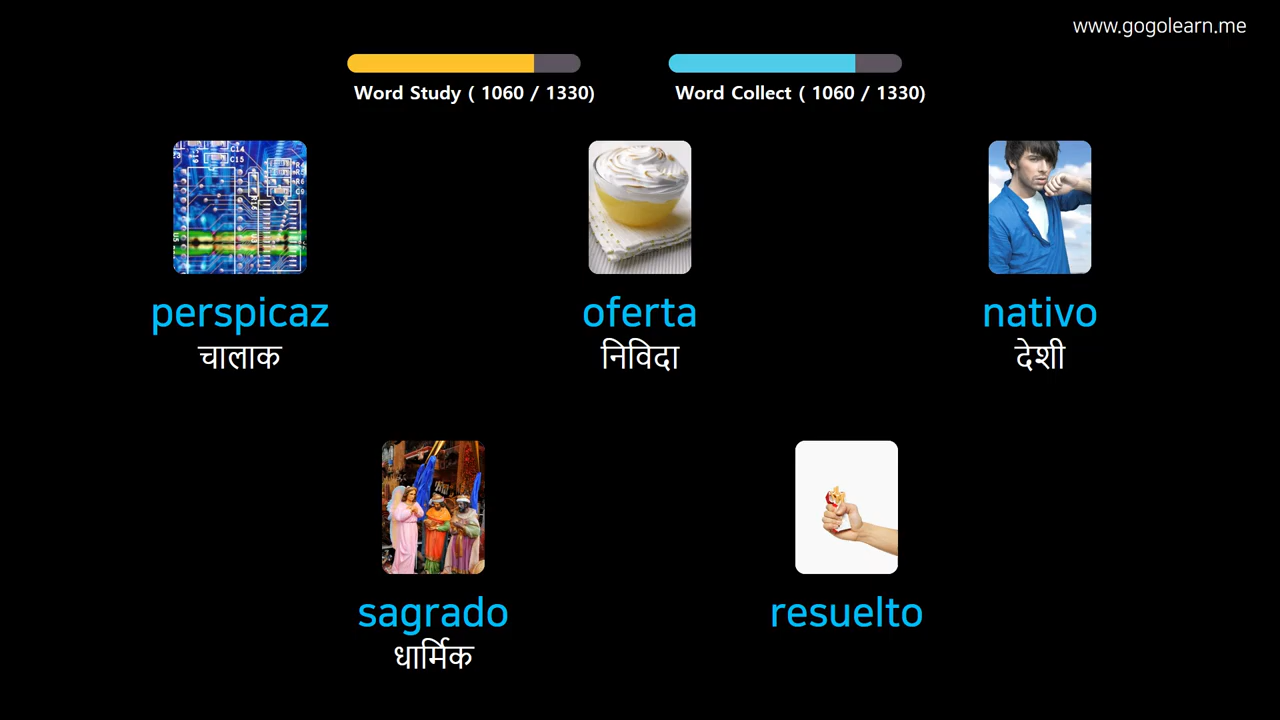 www.gogolearn.me
Word Study ( 1060 / 1330)
Word Collect ( 1060 / 1330)
perspicaz
चालाक
oferta
निविदा
nativo
देशी
sagrado
धार्मिक
resuelto